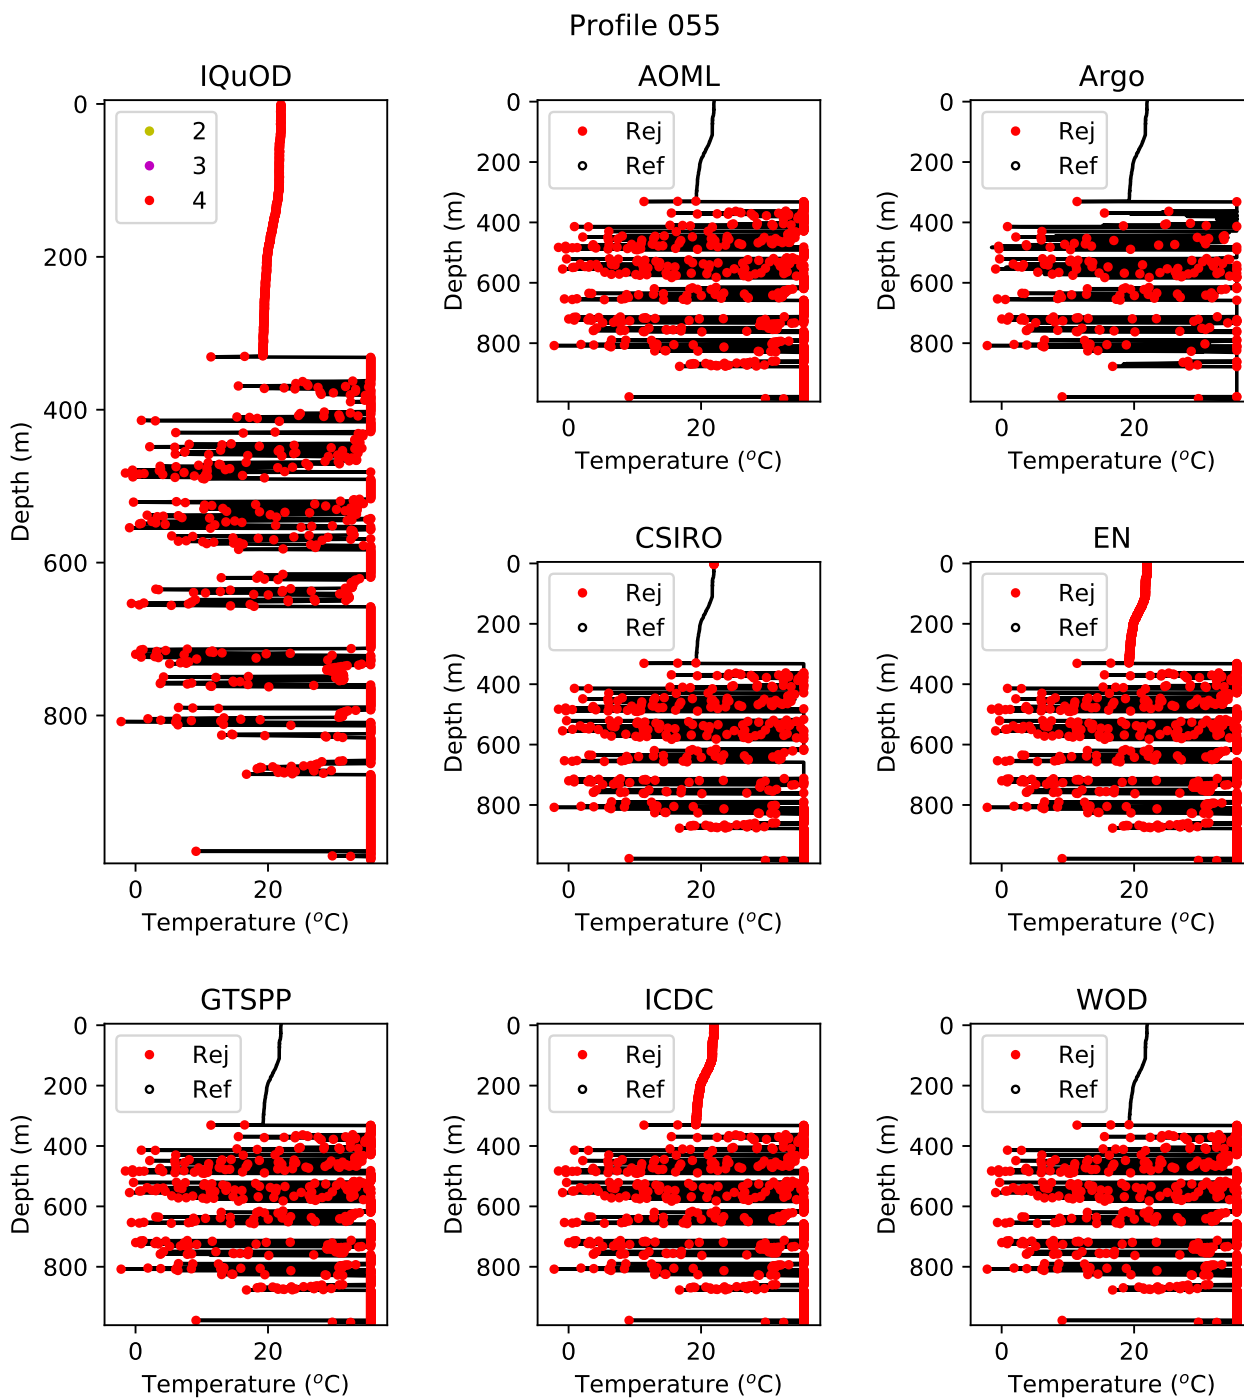 Profile 055
IQuOD
0
200
400
600
800
Depth (m)
0 20
Temperature (°C)
2
3
4
AOML
0
200
400
600
800
Depth (m)
0 20
Temperature (°C)
Rej
Ref
Argo
0
200
400
600
800
Depth (m)
0 20
Temperature (°C)
Rej
Ref
CSIRO
0
200
400
600
800
Depth (m)
0 20
Temperature (°C)
Rej
Ref
EN
0
200
400
600
800
Depth (m)
0 20
Temperature (°C)
Rej
Ref
GTSPP
0
200
400
600
800
Depth (m)
0 20
Temperature (°C)
Rej
Ref
ICDC
0
200
400
600
800
Depth (m)
0 20
Temperature (°C)
Rej
Ref
WOD
0
200
400
600
800
Depth (m)
0 20
Temperature (°C)
Rej
Ref